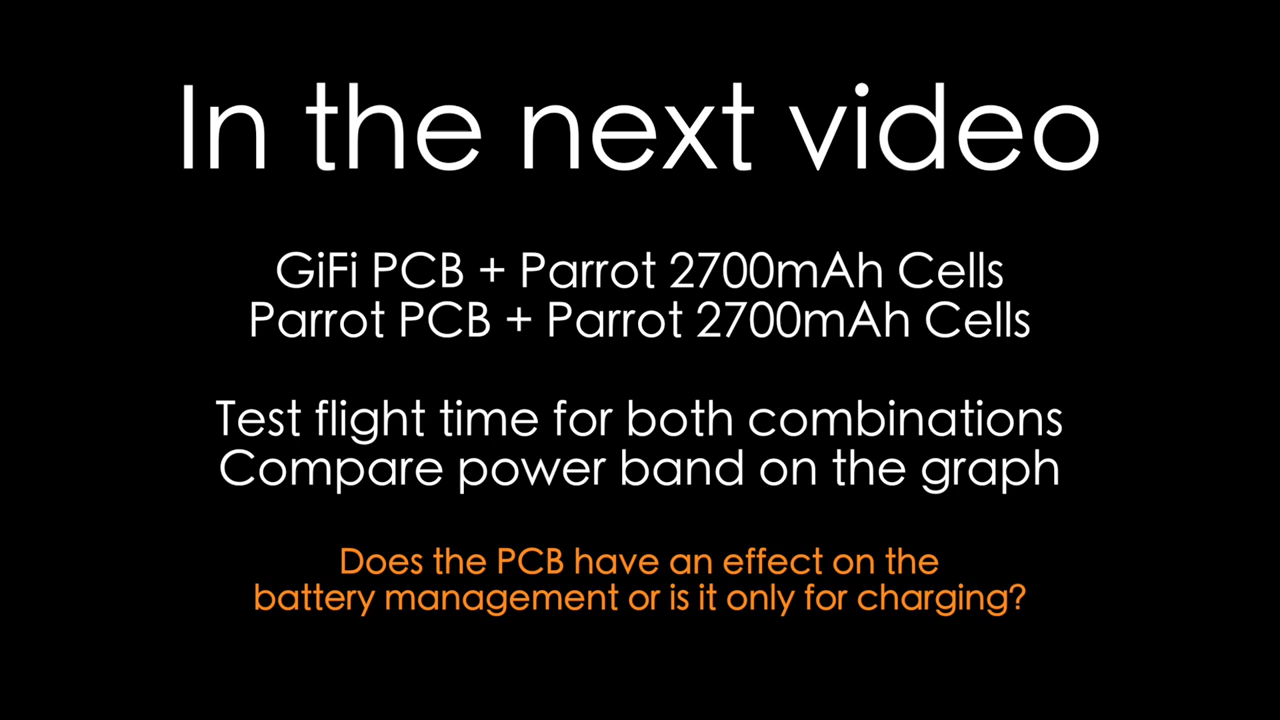 In the next video
GiFi PCB + Parrot 2700mAh Cells
Parrot PCB + Parrot 2700mAh Cells
Test flight time for both combinations
Compare power band on the graph
Does the PCB have an effect on the
battery management or is it only for charging?